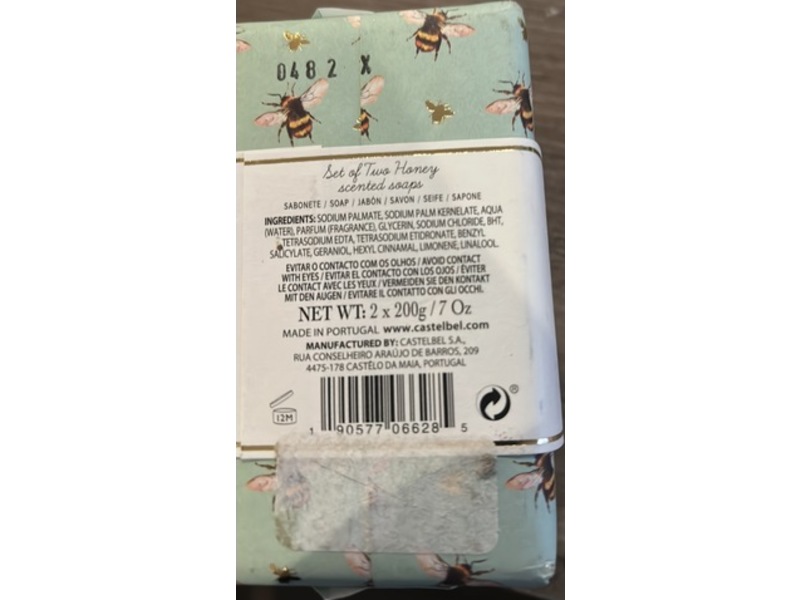 0482 X
Set of Two Honey
scented soaps
SABONETE / SOAP / JABÓN / SAVON / SEIFE / SAPONE
INGREDIENTS: SODIUM PALMATE, SODIUM PALM KERNELATE, AQUA
(WATER), PARFUM (FRAGRANCE), GLYCERIN, SODIUM CHLORIDE, BHT,
TETRASODIUM EDTA, TETRASODIUM ETIDRONATE, BENZYL
SALICYLATE, GERANIOL, HEXYL CINNAMAL, LIMONENE, LINALOOL.
EVITAR O CONTACTO COM OS OLHOS / AVOID CONTACT
WITH EYES / EVITAR EL CONTACTO CON LOS OJOS / ÉVITER
LE CONTACT AVEC LES YEUX / VERMEIDEN SIE DEN KONTAKT
MIT DEN AUGEN / EVITARE IL CONTATTO CON GLI OCCHI.
NET WT: 2 x 200g / 7 Oz
MADE IN PORTUGAL www.castelbel.com
MANUFACTURED BY: CASTELBEL S.A.,
RUA CONSELHEIRO ARAÚJO DE BARROS, 209
4475-178 CASTÊLO DA MAIA, PORTUGAL
12M
1 90577 06628 5
®